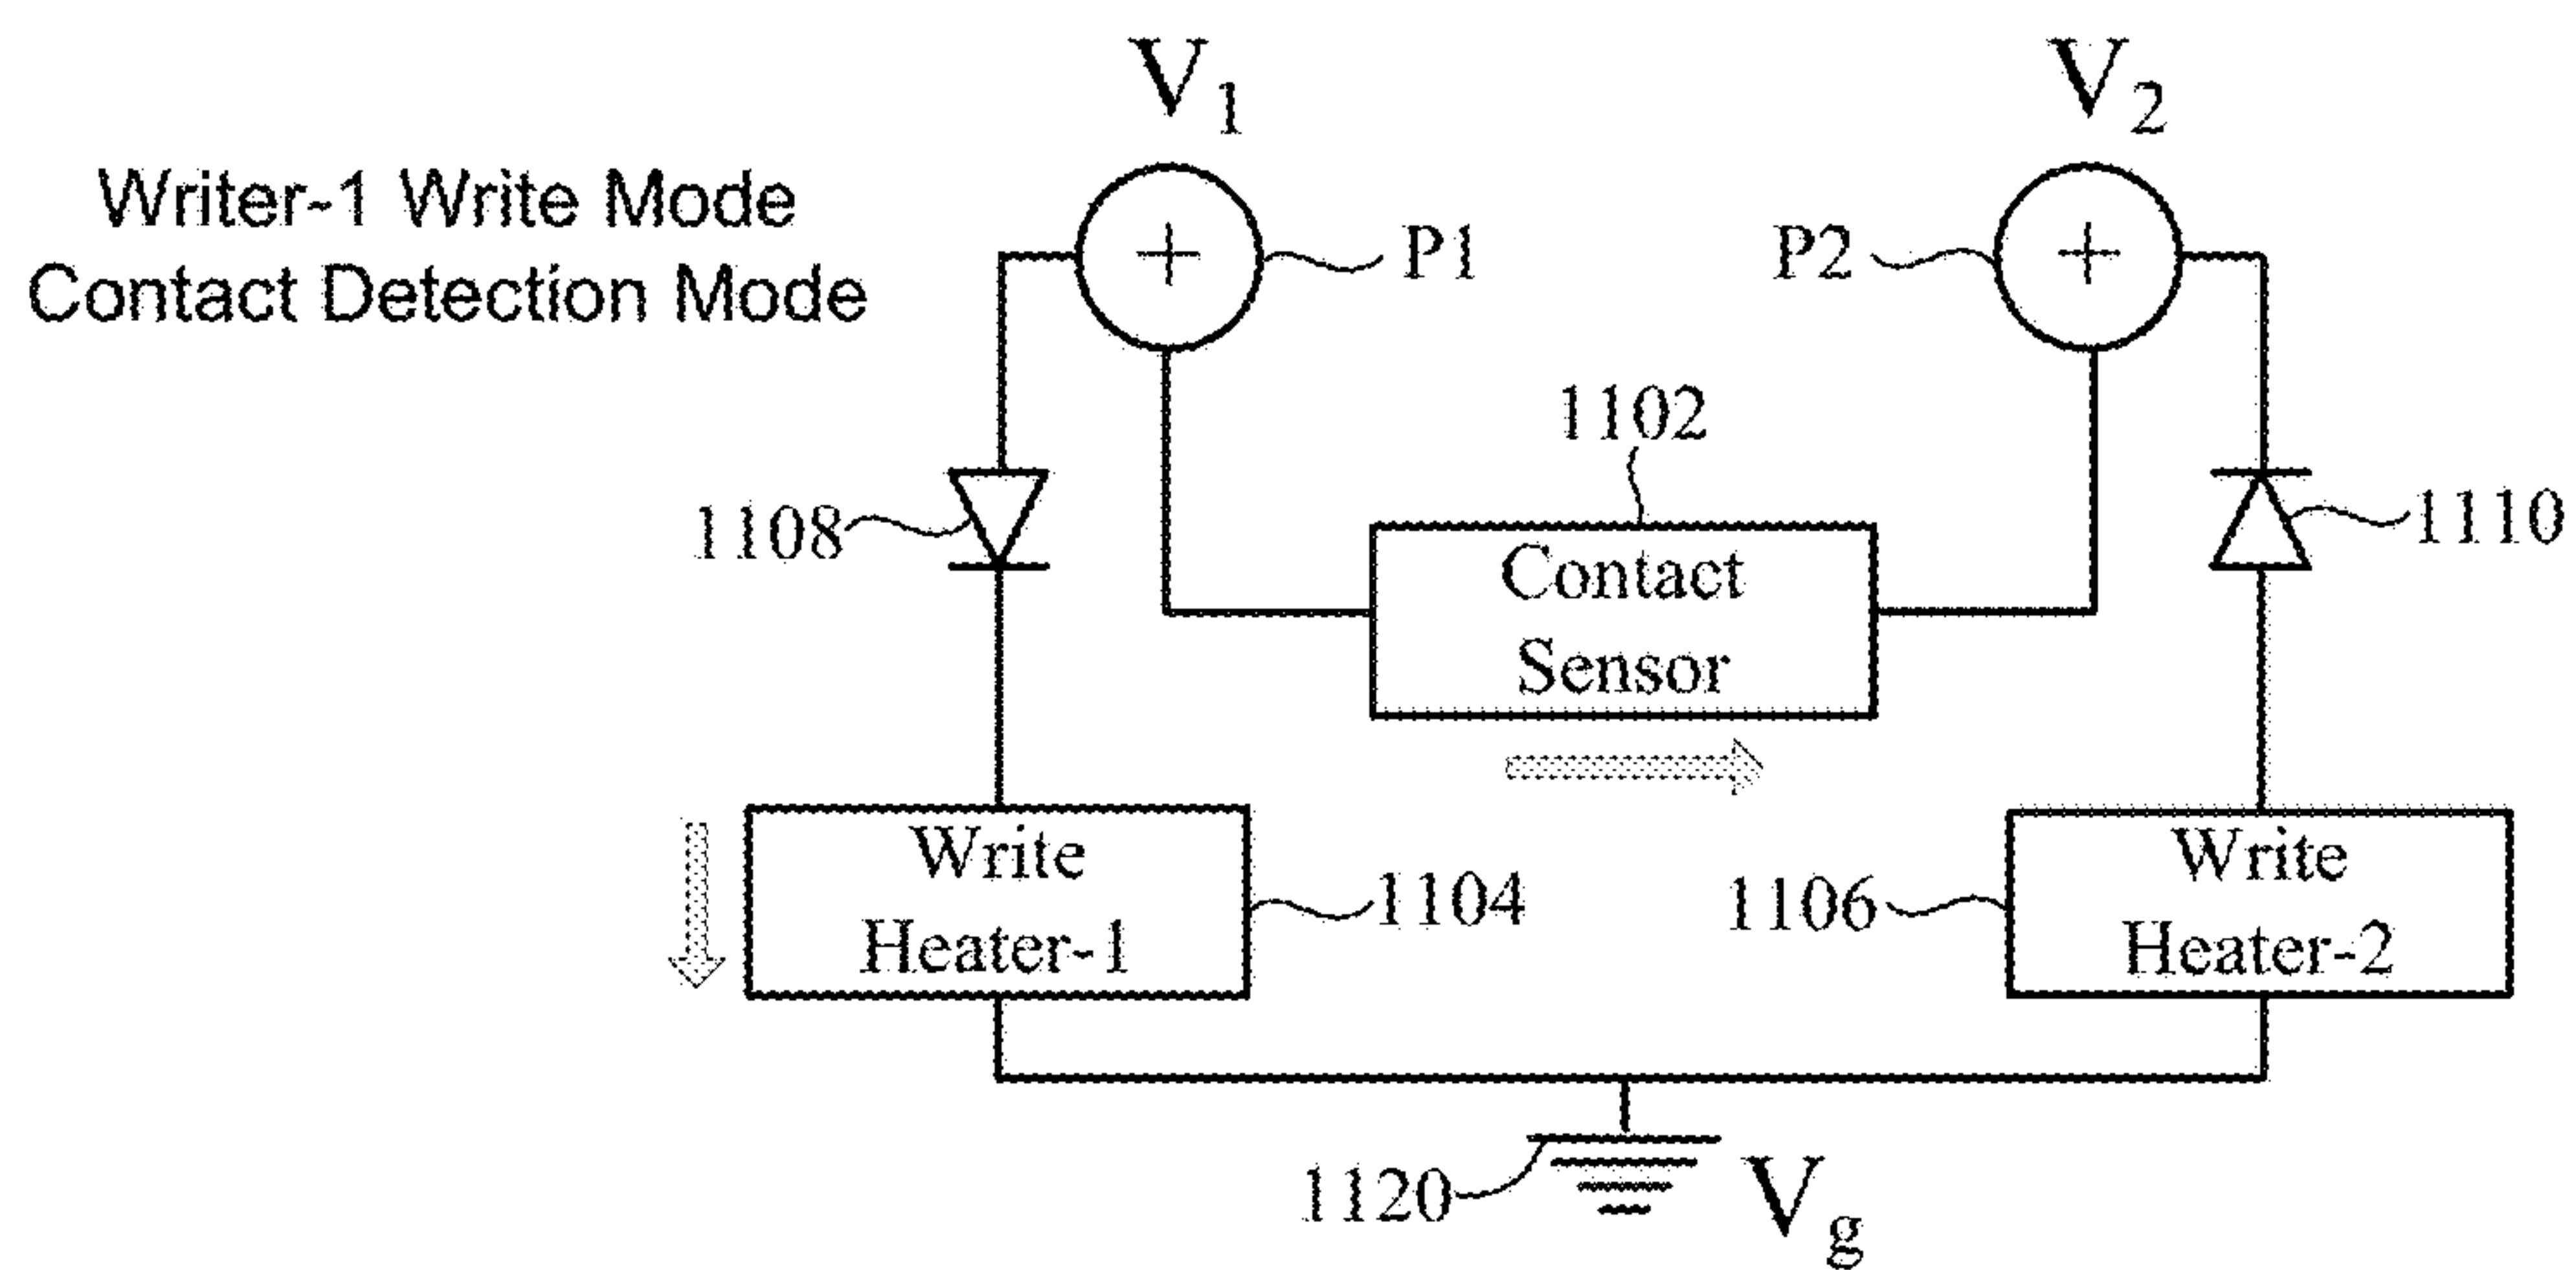 V1
V2
Writer-1 Write Mode
Contact Detection Mode
+
P1
P2
+
1102
1108
Contact
Sensor
1110
Write
Heater-1
1104
1106
Write
Heater-2
1120
Vg